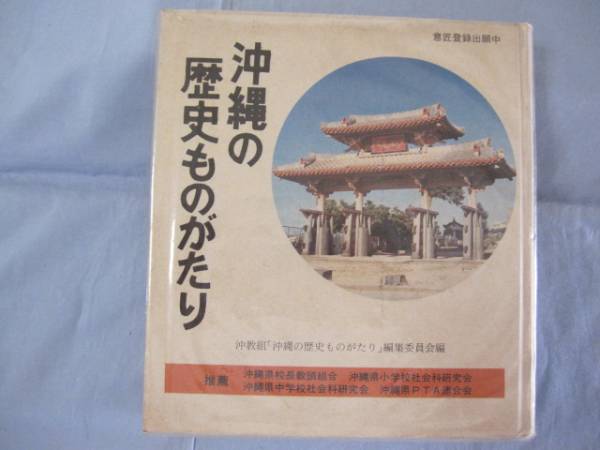 意匠登録出願中
沖縄の
歴史ものがたり
沖教組「沖縄の歴史ものがたり」編集委員会編
推薦
沖縄県校長教頭組合 沖縄県小学校社会科研究会
沖縄県中学校社会科研究会 沖縄県PTA連合会